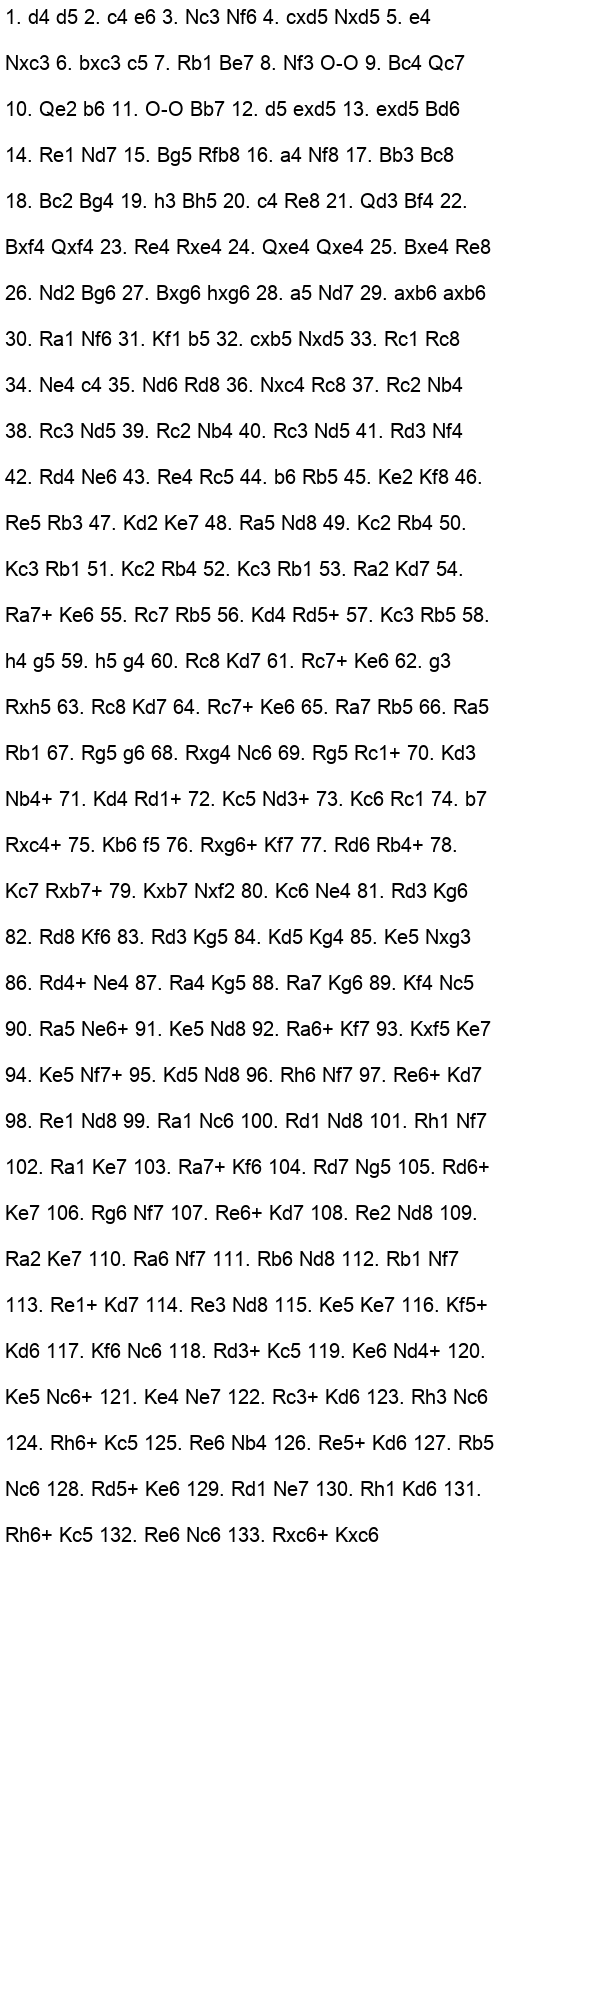 1. d4 d5 2. c4 e6 3. Nc3 Nf6 4. cxd5 Nxd5 5. e4
Nxc3 6. bxc3 c5 7. Rb1 Be7 8. Nf3 O-O 9. Bc4 Qc7
10. Qe2 b6 11. O-O Bb7 12. d5 exd5 13. exd5 Bd6
14. Re1 Nd7 15. Bg5 Rfb8 16. a4 Nf8 17. Bb3 Bc8
18. Bc2 Bg4 19. h3 Bh5 20. c4 Re8 21. Qd3 Bf4 22.
Bxf4 Qxf4 23. Re4 Rxe4 24. Qxe4 Qxe4 25. Bxe4 Re8
26. Nd2 Bg6 27. Bxg6 hxg6 28. a5 Nd7 29. axb6 axb6
30. Ra1 Nf6 31. Kf1 b5 32. cxb5 Nxd5 33. Rc1 Rc8
34. Ne4 c4 35. Nd6 Rd8 36. Nxc4 Rc8 37. Rc2 Nb4
38. Rc3 Nd5 39. Rc2 Nb4 40. Rc3 Nd5 41. Rd3 Nf4
42. Rd4 Ne6 43. Re4 Rc5 44. b6 Rb5 45. Ke2 Kf8 46.
Re5 Rb3 47. Kd2 Ke7 48. Ra5 Nd8 49. Kc2 Rb4 50.
Kc3 Rb1 51. Kc2 Rb4 52. Kc3 Rb1 53. Ra2 Kd7 54.
Ra7+ Ke6 55. Rc7 Rb5 56. Kd4 Rd5+ 57. Kc3 Rb5 58.
h4 g5 59. h5 g4 60. Rc8 Kd7 61. Rc7+ Ke6 62. g3
Rxh5 63. Rc8 Kd7 64. Rc7+ Ke6 65. Ra7 Rb5 66. Ra5
Rb1 67. Rg5 g6 68. Rxg4 Nc6 69. Rg5 Rc1+ 70. Kd3
Nb4+ 71. Kd4 Rd1+ 72. Kc5 Nd3+ 73. Kc6 Rc1 74. b7
Rxc4+ 75. Kb6 f5 76. Rxg6+ Kf7 77. Rd6 Rb4+ 78.
Kc7 Rxb7+ 79. Kxb7 Nxf2 80. Kc6 Ne4 81. Rd3 Kg6
82. Rd8 Kf6 83. Rd3 Kg5 84. Kd5 Kg4 85. Ke5 Nxg3
86. Rd4+ Ne4 87. Ra4 Kg5 88. Ra7 Kg6 89. Kf4 Nc5
90. Ra5 Ne6+ 91. Ke5 Nd8 92. Ra6+ Kf7 93. Kxf5 Ke7
94. Ke5 Nf7+ 95. Kd5 Nd8 96. Rh6 Nf7 97. Re6+ Kd7
98. Re1 Nd8 99. Ra1 Nc6 100. Rd1 Nd8 101. Rh1 Nf7
102. Ra1 Ke7 103. Ra7+ Kf6 104. Rd7 Ng5 105. Rd6+
Ke7 106. Rg6 Nf7 107. Re6+ Kd7 108. Re2 Nd8 109.
Ra2 Ke7 110. Ra6 Nf7 111. Rb6 Nd8 112. Rb1 Nf7
113. Re1+ Kd7 114. Re3 Nd8 115. Ke5 Ke7 116. Kf5+
Kd6 117. Kf6 Nc6 118. Rd3+ Kc5 119. Ke6 Nd4+ 120.
Ke5 Nc6+ 121. Ke4 Ne7 122. Rc3+ Kd6 123. Rh3 Nc6
124. Rh6+ Kc5 125. Re6 Nb4 126. Re5+ Kd6 127. Rb5
Nc6 128. Rd5+ Ke6 129. Rd1 Ne7 130. Rh1 Kd6 131.
Rh6+ Kc5 132. Re6 Nc6 133. Rxc6+ Kxc6